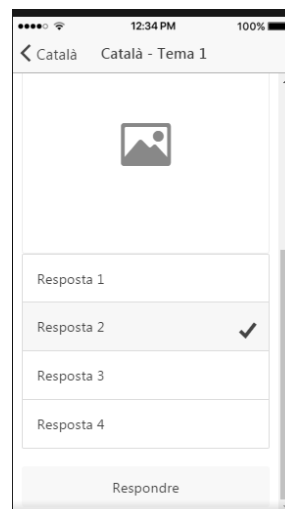 12:34 PM 100%
Català Català - Tema 1
Resposta 1
Resposta 2
Resposta 3
Resposta 4
Respondre